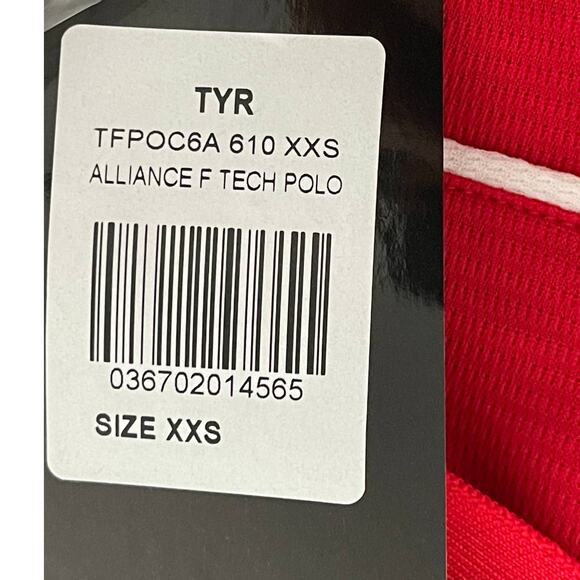 TYR
TFPOC6A 610 XXS
ALLIANCE F TECH POLO
036702014565
SIZE XXS